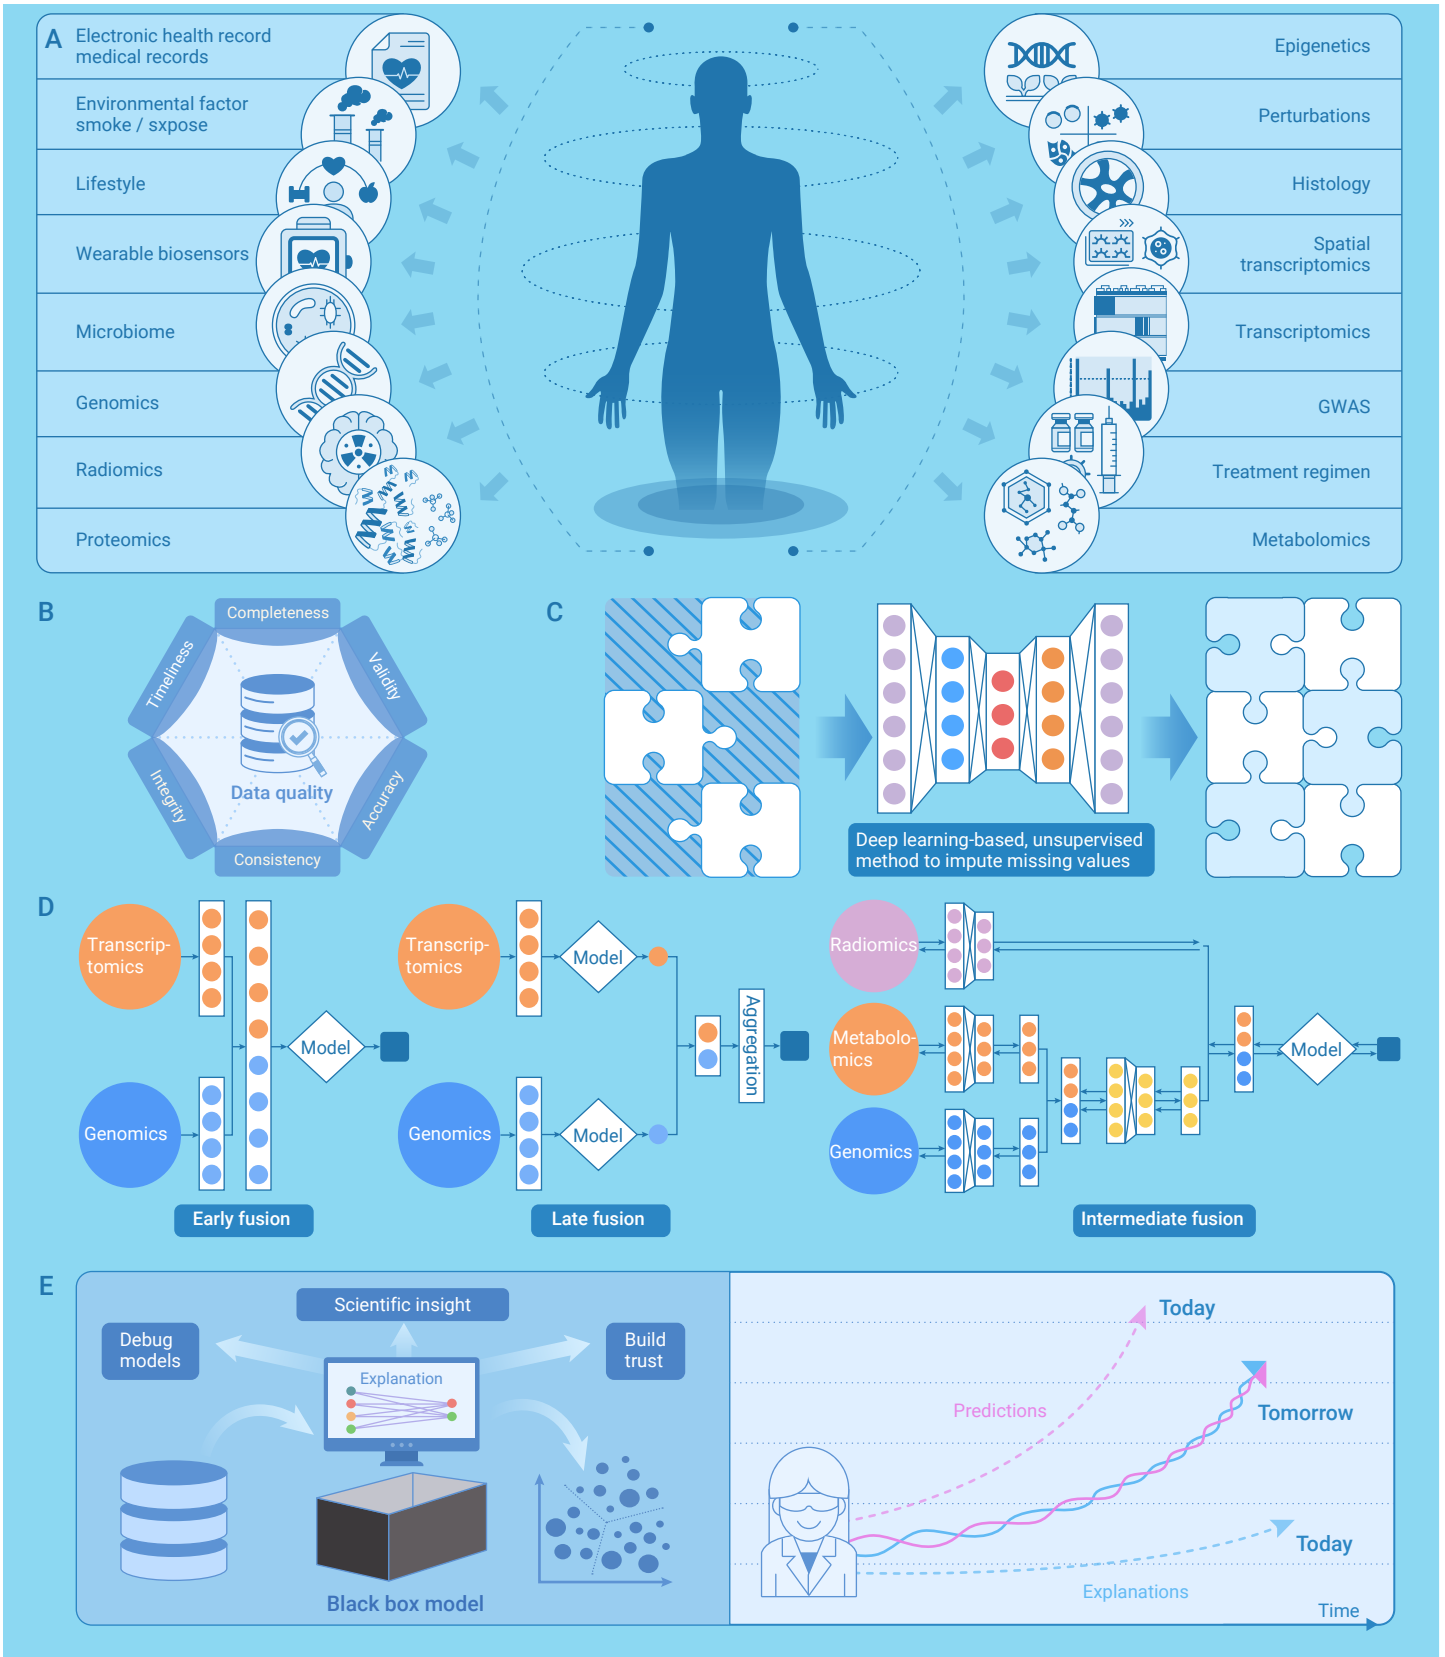 A
Electronic health record
medical records
Environmental factor
smoke / sxpose
Lifestyle
Wearable biosensors
Microbiome
Genomics
Radiomics
Proteomics
Epigenetics
Perturbations
Histology
Spatial
transcriptomics
Transcriptomics
GWAS
Treatment regimen
Metabolomics
B
Completeness
Timeliness
Validity
Data quality
Integrity
Accuracy
Consistency
C
Deep learning-based, unsupervised
method to impute missing values
D
Transcrip-
tomics
Genomics
Model
Early fusion
Transcrip-
tomics
Genomics
Model
Model
Aggregation
Late fusion
Radiomics
Metabolo-
mics
Genomics
Model
Intermediate fusion
E
Scientific insight
Debug
models
Build
trust
Explanation
Black box model
Today
Predictions
Tomorrow
Today
Explanations
Time